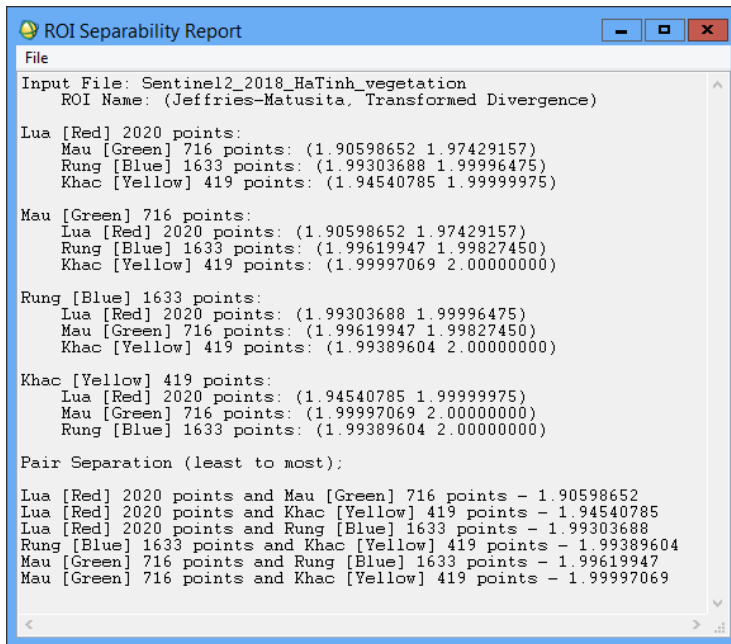 ROI Separability Report
File
Input File: Sentinel2_2018_HaTinh_vegetation
ROI Name: (Jeffries-Matusita, Transformed Divergence)
Lua [Red] 2020 points:
Mau [Green] 716 points: (1.90598652 1.97429157)
Rung [Blue] 1633 points: (1.99303688 1.99996475)
Khac [Yellow] 419 points: (1.94540785 1.99999975)
Mau [Green] 716 points:
Lua [Red] 2020 points: (1.90598652 1.97429157)
Rung [Blue] 1633 points: (1.99619947 1.99827450)
Khac [Yellow] 419 points: (1.99997069 2.00000000)
Rung [Blue] 1633 points:
Lua [Red] 2020 points: (1.99303688 1.99996475)
Mau [Green] 716 points: (1.99619947 1.99827450)
Khac [Yellow] 419 points: (1.99389604 2.00000000)
Khac [Yellow] 419 points:
Lua [Red] 2020 points: (1.94540785 1.99999975)
Mau [Green] 716 points: (1.99997069 2.00000000)
Rung [Blue] 1633 points: (1.99389604 2.00000000)
Pair Separation (least to most);
Lua [Red] 2020 points and Mau [Green] 716 points - 1.90598652
Lua [Red] 2020 points and Khac [Yellow] 419 points - 1.94540785
Lua [Red] 2020 points and Rung [Blue] 1633 points - 1.99303688
Rung [Blue] 1633 points and Khac [Yellow] 419 points - 1.99389604
Mau [Green] 716 points and Rung [Blue] 1633 points - 1.99619947
Mau [Green] 716 points and Khac [Yellow] 419 points - 1.99997069